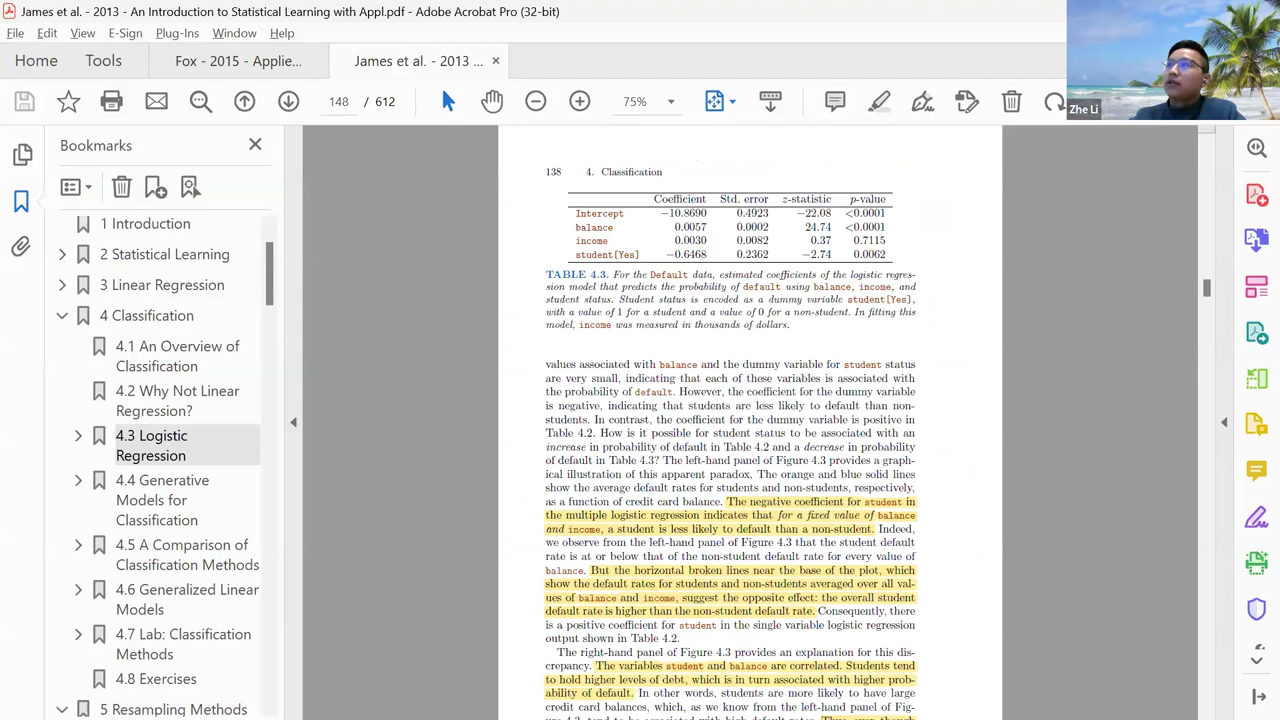 James et al. - 2013 - An Introduction to Statistical Learning with Appl.pdf - Adobe Acrobat Pro (32-bit)
File Edit View E-Sign Plug-Ins Window Help
Home Tools Fox - 2015 - Applie... James et al. - 2013 ... ×
148 / 612 75%
Zhe Li
Bookmarks
1 Introduction
2 Statistical Learning
3 Linear Regression
4 Classification
4.1 An Overview of
Classification
4.2 Why Not Linear
Regression?
4.3 Logistic
Regression
4.4 Generative
Models for
Classification
4.5 A Comparison of
Classification Methods
4.6 Generalized Linear
Models
4.7 Lab: Classification
Methods
4.8 Exercises
5 Resampling Methods
138 4. Classification
Coefficient Std. error z-statistic p-value
Intercept −10.8690 0.4923 −22.08 <0.0001
balance 0.0057 0.0002 24.74 <0.0001
income 0.0030 0.0082 0.37 0.7115
student[Yes] −0.6468 0.2362 −2.74 0.0062
TABLE 4.3. For the Default data, estimated coefficients of the logistic regres-
sion model that predicts the probability of default using balance, income, and
student status. Student status is encoded as a dummy variable student[Yes],
with a value of 1 for a student and a value of 0 for a non-student. In fitting this
model, income was measured in thousands of dollars.
values associated with balance and the dummy variable for student status
are very small, indicating that each of these variables is associated with
the probability of default. However, the coefficient for the dummy variable
is negative, indicating that students are less likely to default than non-
students. In contrast, the coefficient for the dummy variable is positive in
Table 4.2. How is it possible for student status to be associated with an
increase in probability of default in Table 4.2 and a decrease in probability
of default in Table 4.3? The left-hand panel of Figure 4.3 provides a graph-
ical illustration of this apparent paradox. The orange and blue solid lines
show the average default rates for students and non-students, respectively,
as a function of credit card balance. The negative coefficient for student in
the multiple logistic regression indicates that for a fixed value of balance
and income, a student is less likely to default than a non-student. Indeed,
we observe from the left-hand panel of Figure 4.3 that the student default
rate is at or below that of the non-student default rate for every value of
balance. But the horizontal broken lines near the base of the plot, which
show the default rates for students and non-students averaged over all val-
ues of balance and income, suggest the opposite effect: the overall student
default rate is higher than the non-student default rate. Consequently, there
is a positive coefficient for student in the single variable logistic regression
output shown in Table 4.2.
The right-hand panel of Figure 4.3 provides an explanation for this dis-
crepancy. The variables student and balance are correlated. Students tend
to hold higher levels of debt, which is in turn associated with higher prob-
ability of default. In other words, students are more likely to have large
credit card balances, which, as we know from the left-hand panel of Fig-